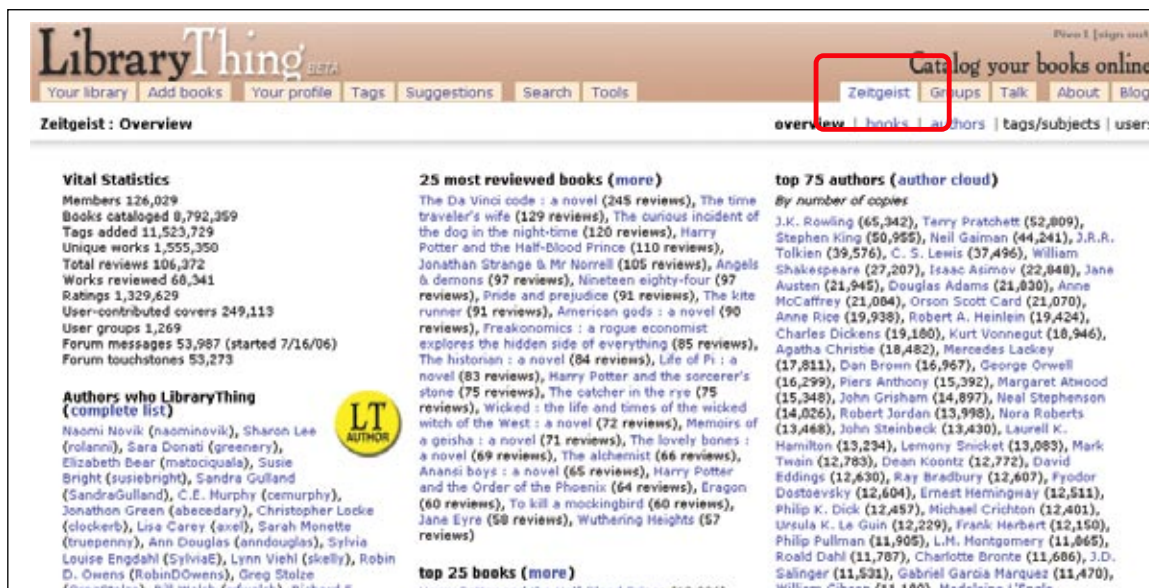 Pivo L [sign out
LibraryThing BETA
Catalog your books online
Your library Add books Your profile Tags Suggestions Search Tools Zeitgeist Groups Talk About Blog
Zeitgeist : Overview
overview | books | authors | tags/subjects | users
Vital Statistics
Members 126,029
Books cataloged 8,792,359
Tags added 11,523,729
Unique works 1,555,350
Total reviews 106,372
Works reviewed 68,341
Ratings 1,329,629
User-contributed covers 249,113
User groups 1,269
Forum messages 53,987 (started 7/16/06)
Forum touchstones 53,273
Authors who LibraryThing
(complete list)
LT
AUTHOR
Naomi Novik (naominovik), Sharon Lee
(rolanni), Sara Donati (greenery),
Elizabeth Bear (matociquala), Susie
Bright (susiebright), Sandra Gulland
(SandraGulland), C.E. Murphy (cemurphy),
Jonathon Green (abecedary), Christopher Locke
(clockerb), Lisa Carey (axel), Sarah Monette
(truepenny), Ann Douglas (anndouglas), Sylvia
Louise Engdahl (SylviaE), Lynn Viehl (skelly), Robin
D. Owens (RobinDOwens), Greg Stolze
25 most reviewed books (more)
The Da Vinci code : a novel (245 reviews), The time
traveler's wife (129 reviews), The curious incident of
the dog in the night-time (120 reviews), Harry
Potter and the Half-Blood Prince (110 reviews),
Jonathan Strange & Mr Norrell (105 reviews), Angels
& demons (97 reviews), Nineteen eighty-four (97
reviews), Pride and prejudice (91 reviews), The kite
runner (91 reviews), American gods : a novel (90
reviews), Freakonomics : a rogue economist
explores the hidden side of everything (85 reviews),
The historian : a novel (84 reviews), Life of Pi : a
novel (83 reviews), Harry Potter and the sorcerer's
stone (75 reviews), The catcher in the rye (75
reviews), Wicked : the life and times of the wicked
witch of the West : a novel (72 reviews), Memoirs of
a geisha : a novel (71 reviews), The lovely bones :
a novel (69 reviews), The alchemist (66 reviews),
Anansi boys : a novel (65 reviews), Harry Potter
and the Order of the Phoenix (64 reviews), Eragon
(60 reviews), To kill a mockingbird (60 reviews),
Jane Eyre (58 reviews), Wuthering Heights (57
reviews)
top 25 books (more)
top 75 authors (author cloud)
By number of copies
J.K. Rowling (65,342), Terry Pratchett (52,809),
Stephen King (50,955), Neil Gaiman (44,241), J.R.R.
Tolkien (39,576), C. S. Lewis (37,496), William
Shakespeare (27,207), Isaac Asimov (22,848), Jane
Austen (21,945), Douglas Adams (21,830), Anne
McCaffrey (21,084), Orson Scott Card (21,070),
Anne Rice (19,938), Robert A. Heinlein (19,424),
Charles Dickens (19,180), Kurt Vonnegut (18,946),
Agatha Christie (18,482), Mercedes Lackey
(17,811), Dan Brown (16,967), George Orwell
(16,299), Piers Anthony (15,392), Margaret Atwood
(15,348), John Grisham (14,897), Neal Stephenson
(14,026), Robert Jordan (13,998), Nora Roberts
(13,468), John Steinbeck (13,430), Laurell K.
Hamilton (13,234), Lemony Snicket (13,083), Mark
Twain (12,783), Dean Koontz (12,772), David
Eddings (12,630), Ray Bradbury (12,607), Fyodor
Dostoevsky (12,604), Ernest Hemingway (12,511),
Philip K. Dick (12,457), Michael Crichton (12,401),
Ursula K. Le Guin (12,229), Frank Herbert (12,150),
Philip Pullman (11,905), L.M. Montgomery (11,865),
Roald Dahl (11,787), Charlotte Bronte (11,686), J.D.
Salinger (11,531), Gabriel Garcia Marquez (11,470),